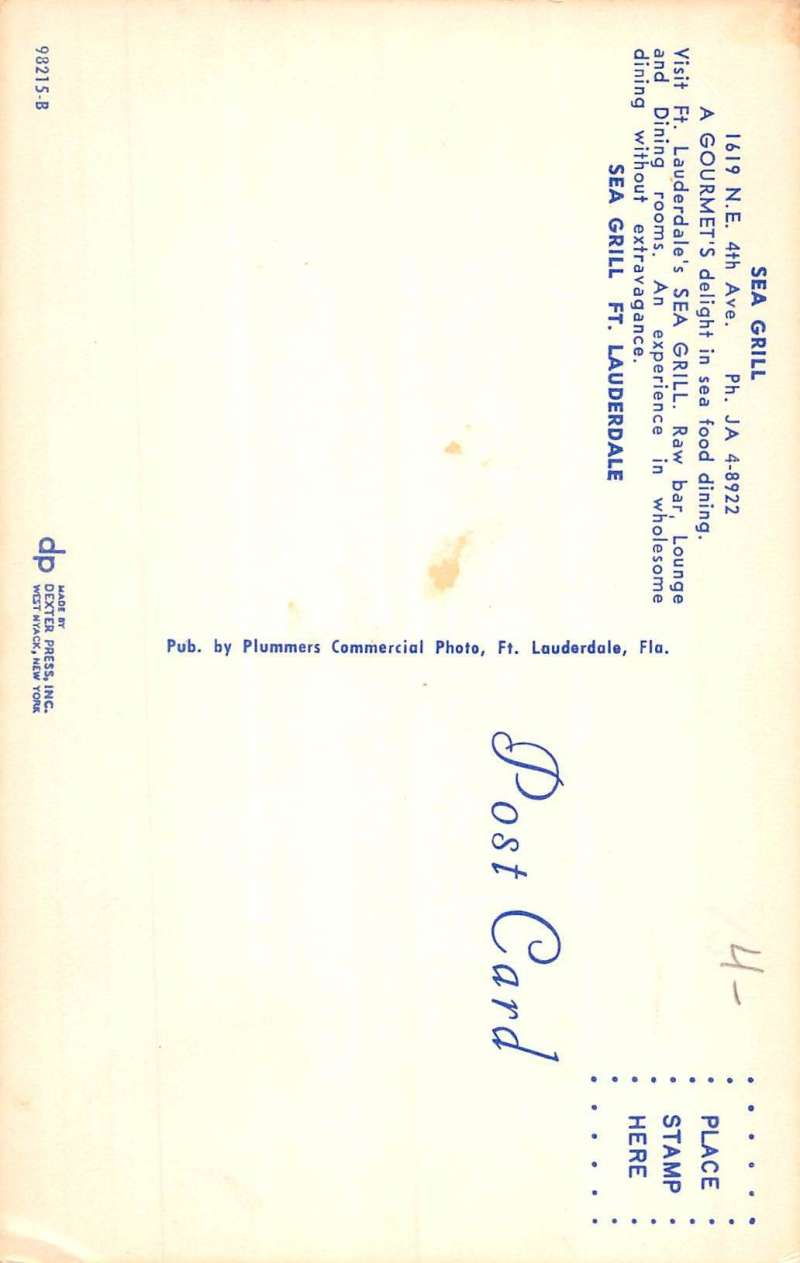 SEA GRILL
1619 N.E. 4th Ave. Ph. JA 4-8922
A GOURMET'S delight in sea food dining.
Visit Ft. Lauderdale's SEA GRILL. Raw bar, Lounge
and Dining rooms. An experience in wholesome
dining without extravagance.
SEA GRILL FT. LAUDERDALE
98215-B
dp
MADE BY
DEXTER PRESS, INC.
WEST NYACK, NEW YORK
Pub. by Plummers Commercial Photo, Ft. Lauderdale, Fla.
Post Card
4-
PLACE
STAMP
HERE